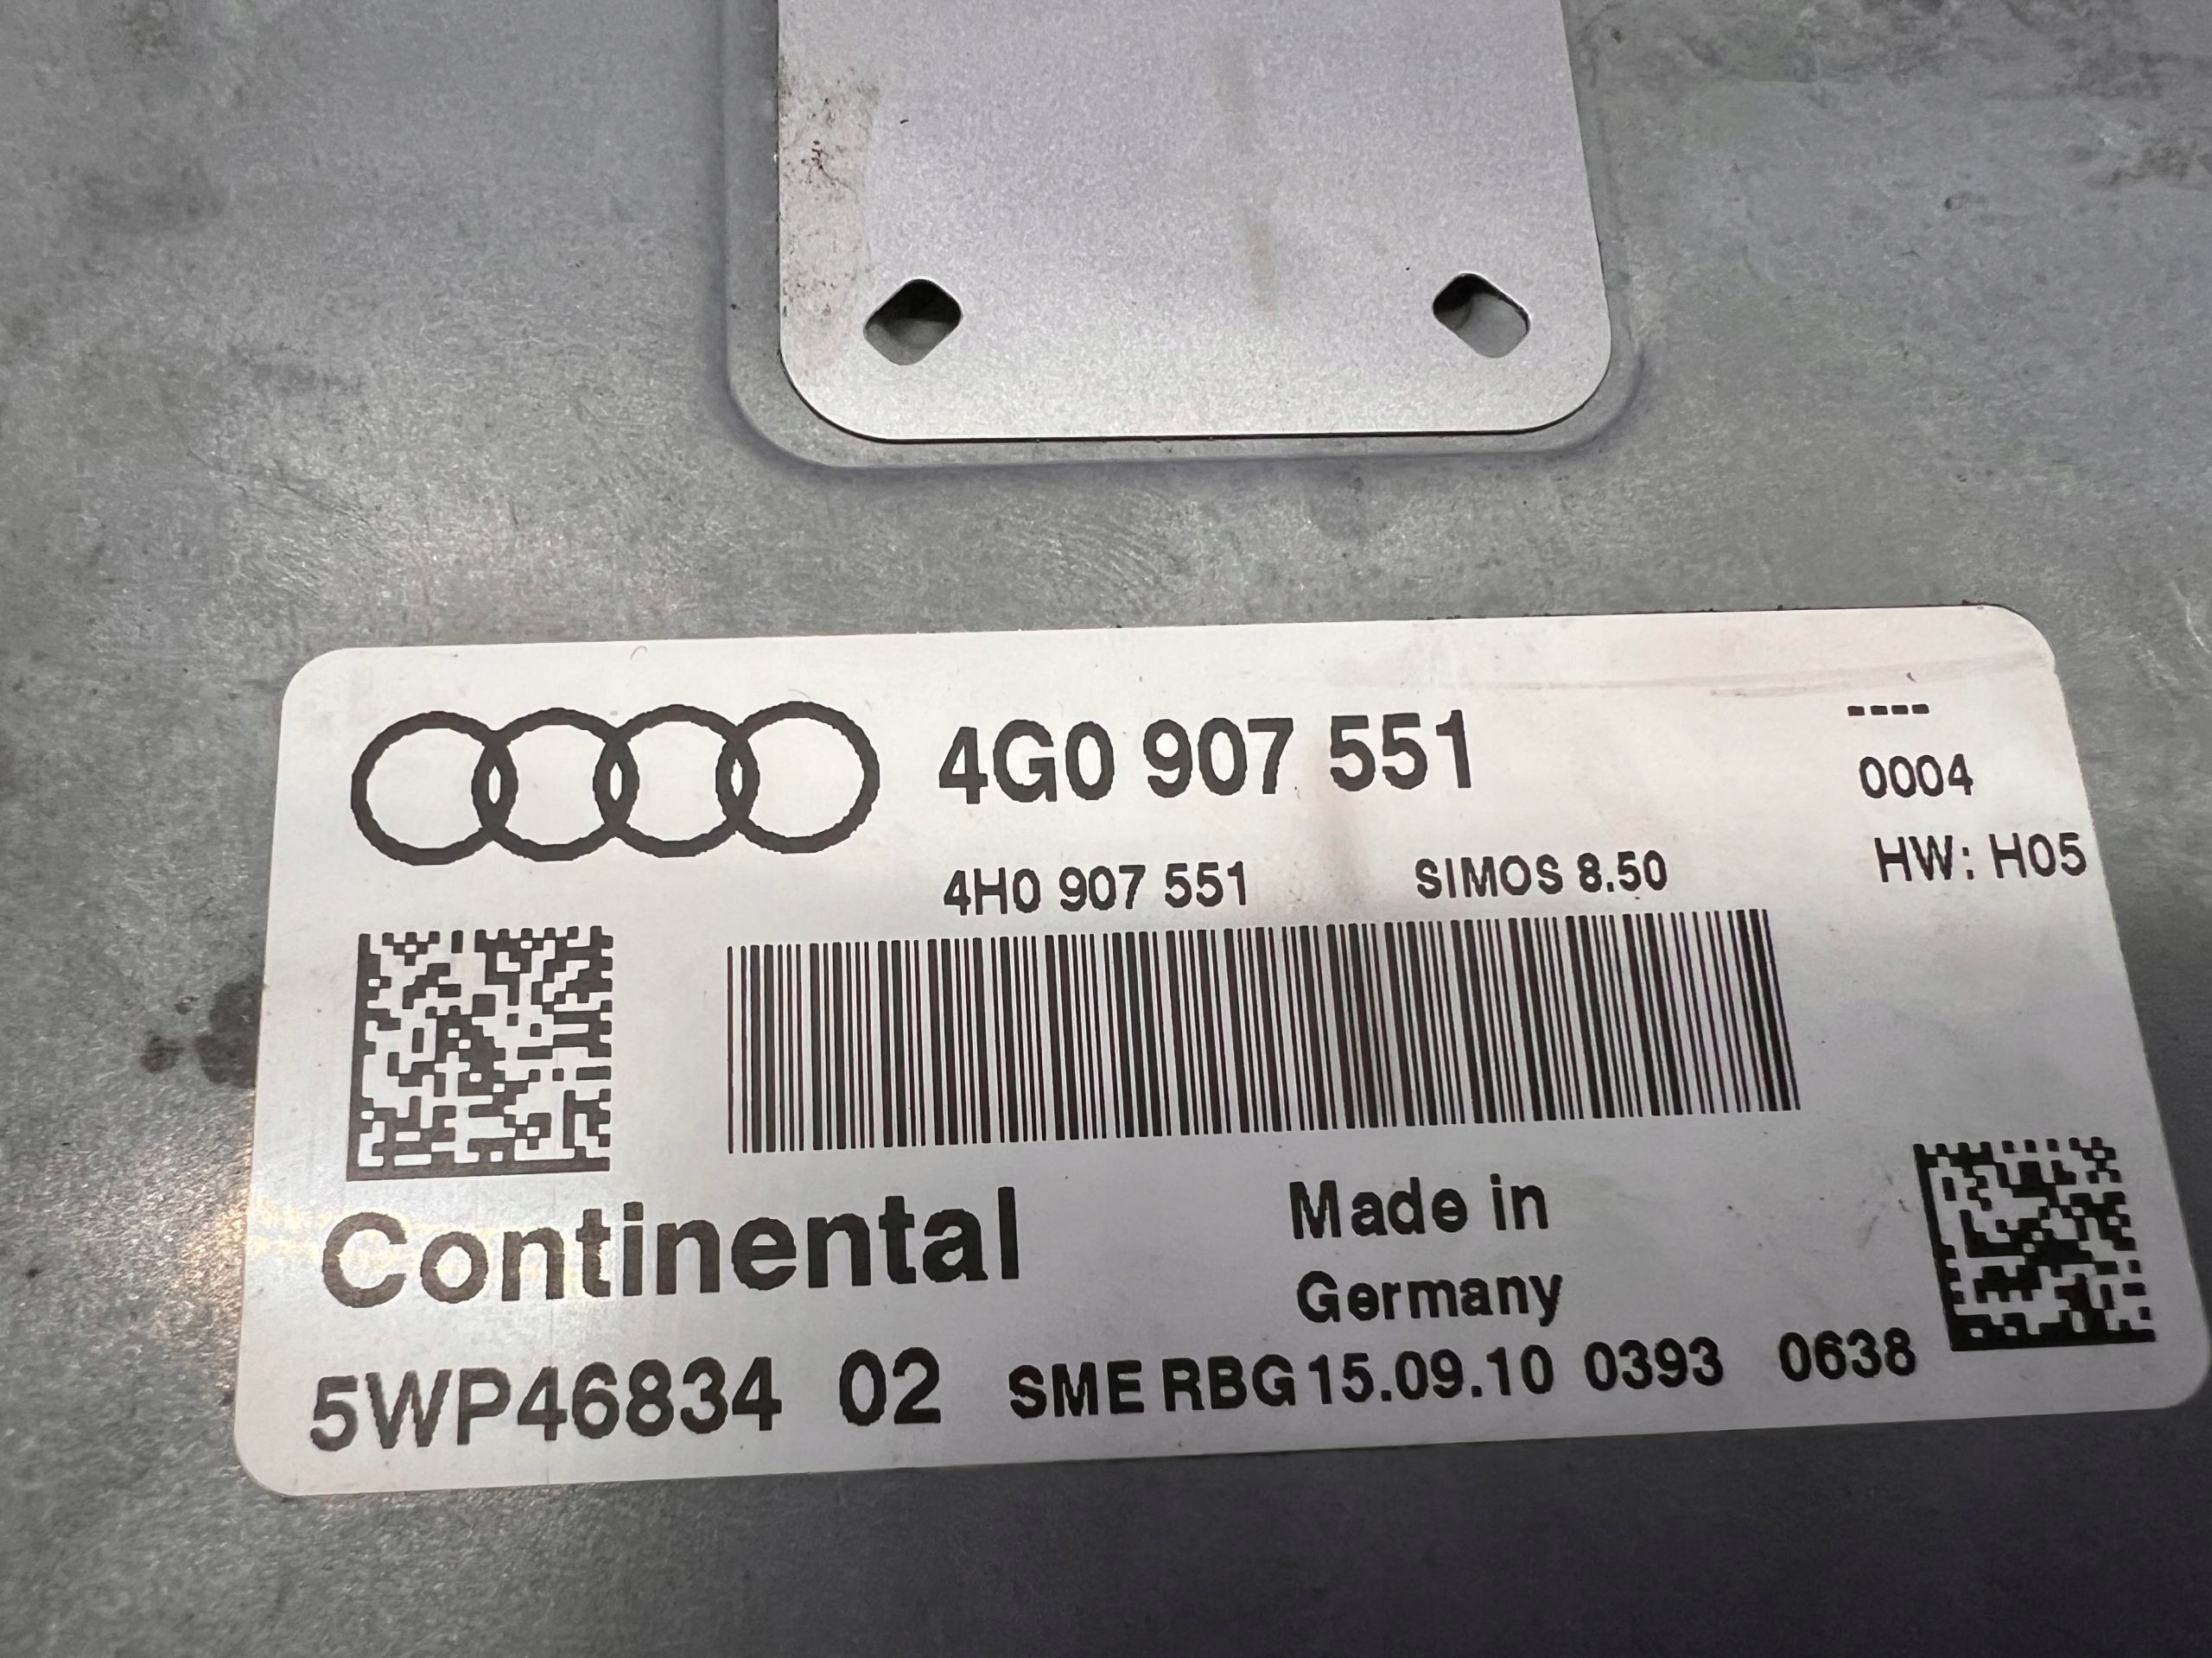 4G0 907 551
----
0004
4H0 907 551 SIMOS 8.50 HW: H05
Continental
Made in
Germany
5WP46834 02 SME RBG 15.09.10 0393 0638